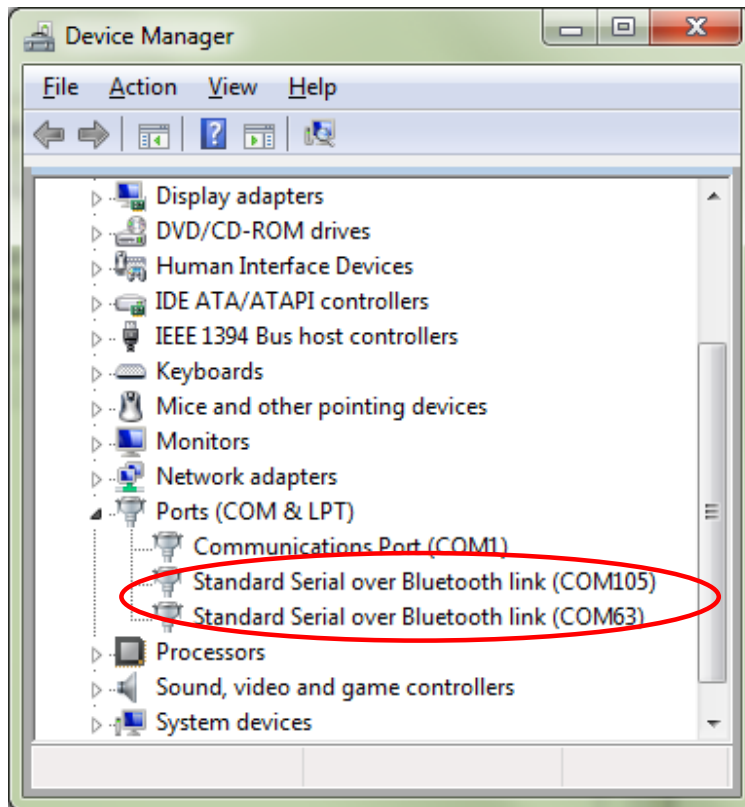 Device Manager
File Action View Help
Display adapters
DVD/CD-ROM drives
Human Interface Devices
IDE ATA/ATAPI controllers
IEEE 1394 Bus host controllers
Keyboards
Mice and other pointing devices
Monitors
Network adapters
Ports (COM & LPT)
Communications Port (COM1)
Standard Serial over Bluetooth link (COM105)
Standard Serial over Bluetooth link (COM63)
Processors
Sound, video and game controllers
System devices